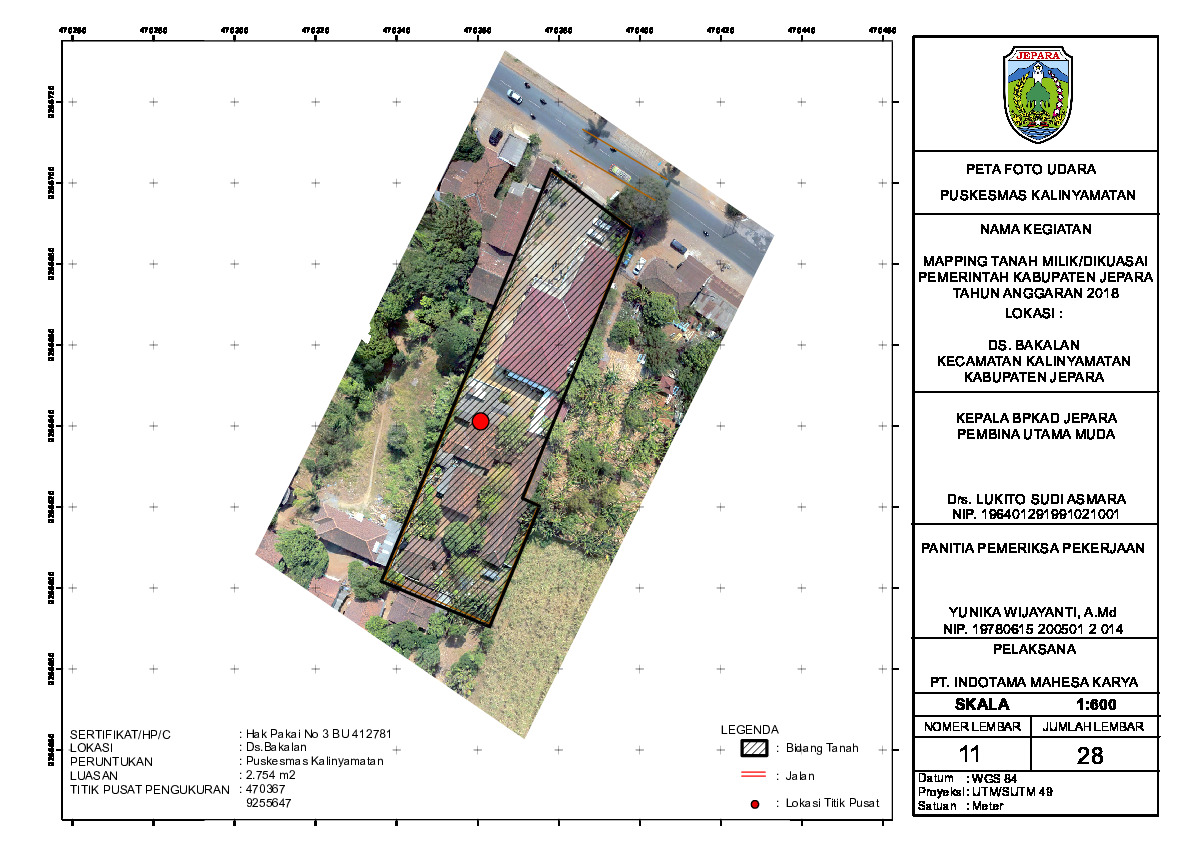 JEPARA
PETA FOTO UDARA
PUSKESMAS KALINYAMATAN
NAMA KEGIATAN
MAPPING TANAH MILIK/DIKUASAI
PEMERINTAH KABUPATEN JEPARA
TAHUN ANGGARAN 2018
LOKASI :
DS. BAKALAN
KECAMATAN KALINYAMATAN
KABUPATEN JEPARA
KEPALA BPKAD JEPARA
PEMBINA UTAMA MUDA
Drs. LUKITO SUDI ASMARA
NIP. 196401291991021001
PANITIA PEMERIKSA PEKERJAAN
YUNIKA WIJAYANTI, A.Md
NIP. 19780615 200501 2 014
PELAKSANA
PT. INDOTAMA MAHESA KARYA
SKALA 1:600
NOMER LEMBAR JUMLAH LEMBAR
11 28
Datum : WGS 84
Proyeksi : UTM/SUTM 49
Satuan : Meter
SERTIFIKAT/HP/C : Hak Pakai No 3 BU 412781
LOKASI : Ds.Bakalan
PERUNTUKAN : Puskesmas Kalinyamatan
LUASAN : 2.754 m2
TITIK PUSAT PENGUKURAN : 470367
9255647
LEGENDA
: Bidang Tanah
: Jalan
: Lokasi Titik Pusat